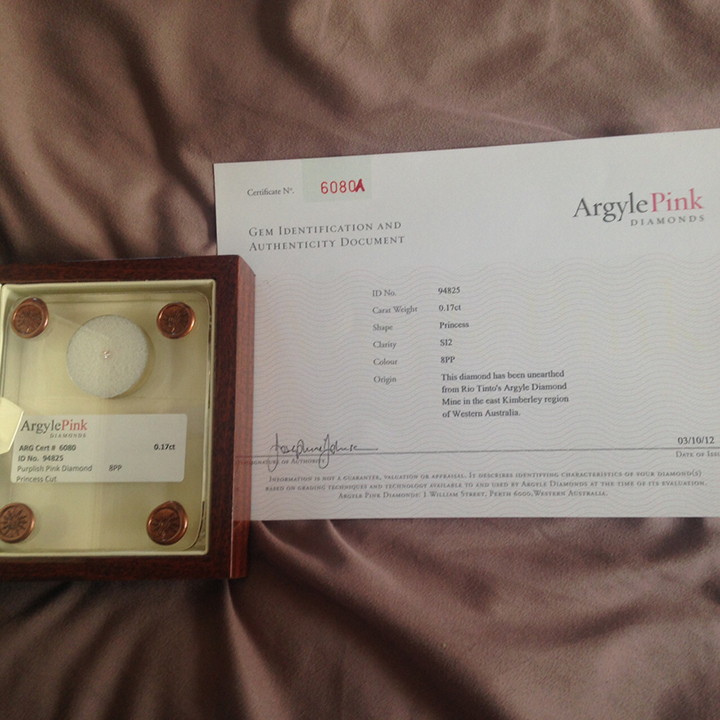 Certificate Nº. 6080A
ArgylePink
DIAMONDS
GEM IDENTIFICATION AND
AUTHENTICITY DOCUMENT
ID No. 94825
Carat Weight 0.17ct
Shape Princess
Clarity SI2
Colour 8PP
Origin This diamond has been unearthed
from Rio Tinto's Argyle Diamond
Mine in the east Kimberley region
of Western Australia.
03/10/12
SIGNATURE OF AUTHORITY DATE OF ISS
INFORMATION IS NOT A GUARANTEE, VALUATION OR APPRAISAL. IT DESCRIBES IDENTIFYING CHARACTERISTICS OF YOUR DIAMOND(S)
BASED ON GRADING TECHNIQUES AND TECHNOLOGY AVAILABLE TO AND USED BY ARGYLE DIAMONDS AT THE TIME OF ITS EVALUATION.
ARGYLE PINK DIAMONDS: 1 WILLIAM STREET, PERTH 6000, WESTERN AUSTRALIA.
ArgylePink
DIAMONDS
ARG Cert # 6080 0.17ct
ID No. 94825
Purplish Pink Diamond 8PP
Princess Cut